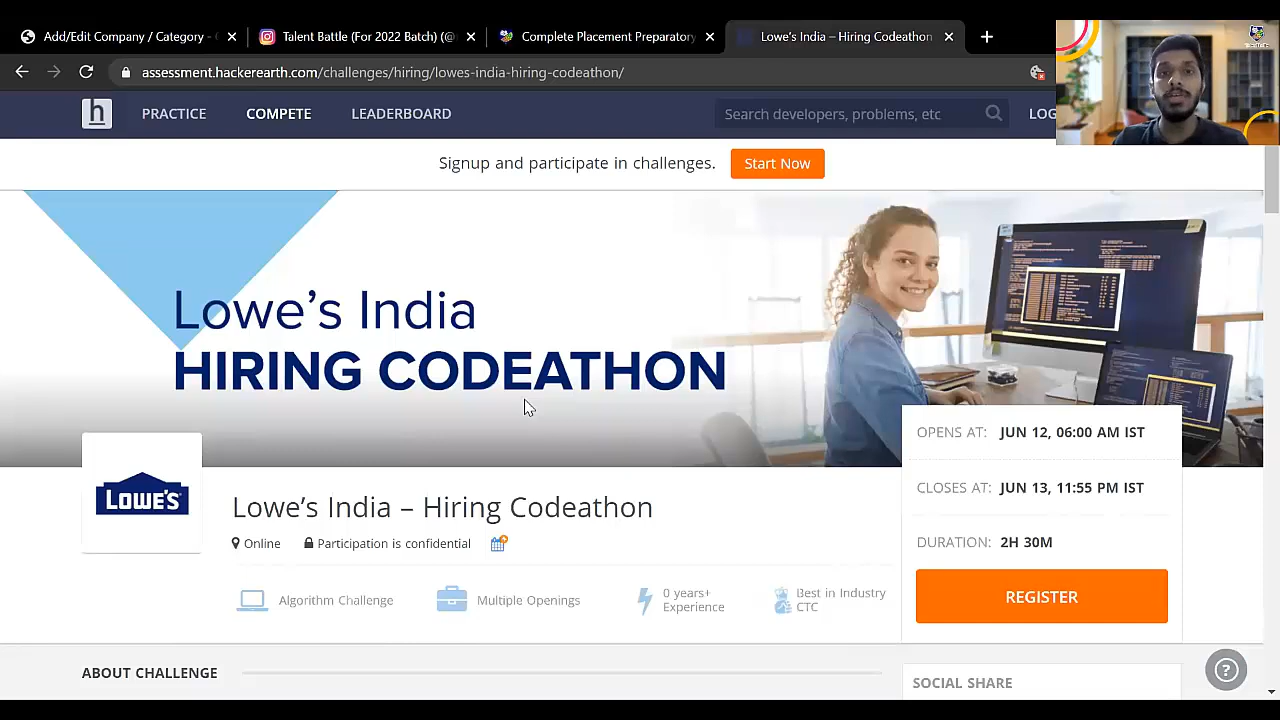 Add/Edit Company / Category -
Talent Battle (For 2022 Batch) (@
Complete Placement Preparatory
Lowe's India – Hiring Codeathon
assessment.hackerearth.com/challenges/hiring/lowes-india-hiring-codeathon/
h
PRACTICE
COMPETE
LEADERBOARD
Search developers, problems, etc
LOG
Signup and participate in challenges.
Start Now
Lowe's India
HIRING CODEATHON
OPENS AT: JUN 12, 06:00 AM IST
CLOSES AT: JUN 13, 11:55 PM IST
DURATION: 2H 30M
REGISTER
LOWE'S
Lowe's India – Hiring Codeathon
Online
Participation is confidential
Algorithm Challenge
Multiple Openings
0 years+
Experience
Best in Industry
CTC
ABOUT CHALLENGE
SOCIAL SHARE